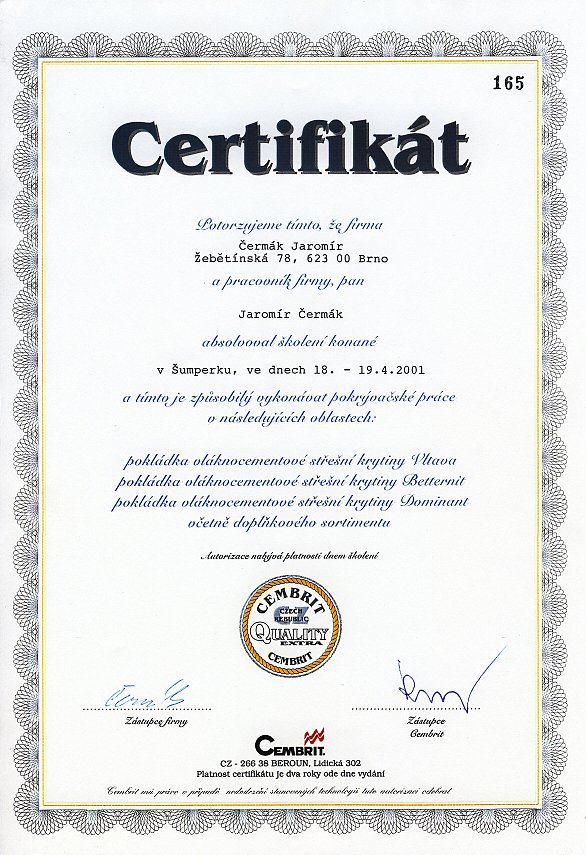 165
Certifikát
Potvrzujeme tímto, že firma
Čermák Jaromír
Žebětínská 78, 623 00 Brno
a pracovník firmy, pan
Jaromír Čermák
absolvoval školení konané
v Šumperku, ve dnech 18. - 19.4.2001
a tímto je způsobilý vykonávat pokrývačské práce
v následujících oblastech:
pokládka vláknocementové střešní krytiny Vltava
pokládka vláknocementové střešní krytiny Betternit
pokládka vláknocementové střešní krytiny Dominant
včetně doplňkového sortimentu
Autorizace nabývá platnosti dnem školení
CEMBRIT
CZ
CZECH
REPUBLIC
QUALITY
EXTRA
CEMBRIT
Zástupce firmy
Zástupce
Cembrit
CEMBRIT.
CZ - 266 38 BEROUN, Lidická 302
Platnost certifikátu je dva roky ode dne vydání
Cembrit má právo v případě nedodržení stanovených technologií tuto autorizaci odebrat